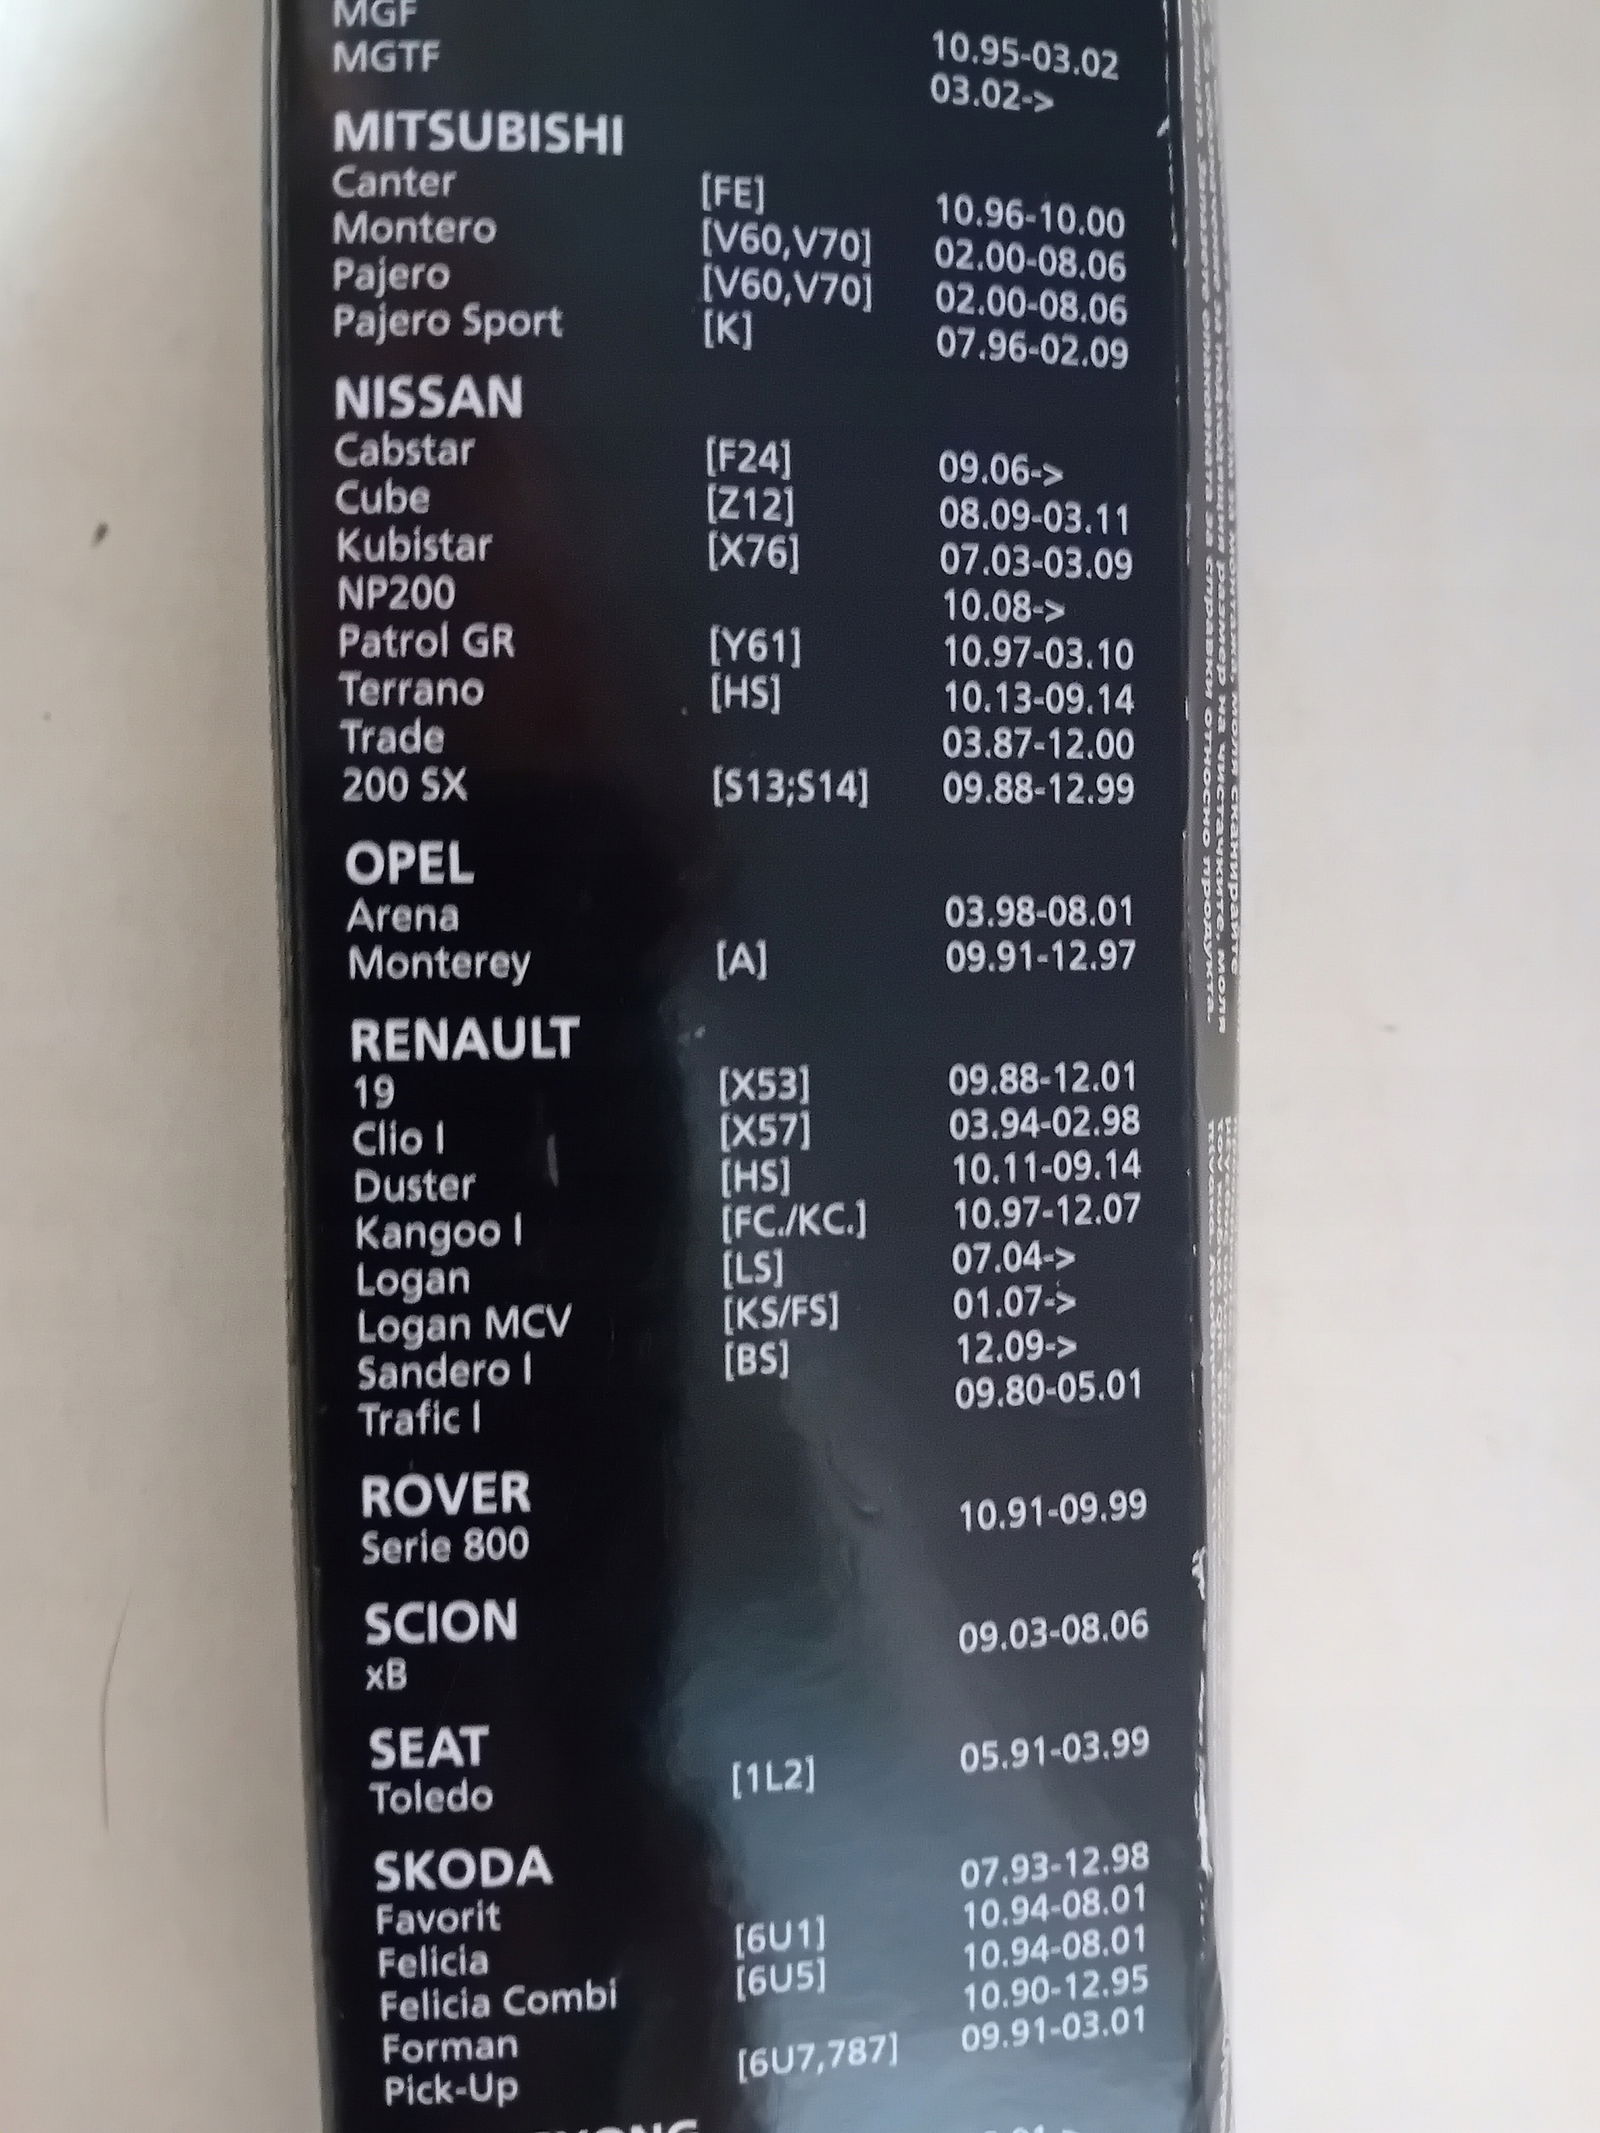 MGF 10.95-03.02
MGTF 03.02->
MITSUBISHI
Canter [FE] 10.96-10.00
Montero [V60,V70] 02.00-08.06
Pajero [V60,V70] 02.00-08.06
Pajero Sport [K] 07.96-02.09
NISSAN
Cabstar [F24] 09.06->
Cube [Z12] 08.09-03.11
Kubistar [X76] 07.03-03.09
NP200 10.08->
Patrol GR [Y61] 10.97-03.10
Terrano [HS] 10.13-09.14
Trade 03.87-12.00
200 SX [S13;S14] 09.88-12.99
OPEL
Arena 03.98-08.01
Monterey [A] 09.91-12.97
RENAULT
19 [X53] 09.88-12.01
Clio I [X57] 03.94-02.98
Duster [HS] 10.11-09.14
Kangoo I [FC./KC.] 10.97-12.07
Logan [LS] 07.04->
Logan MCV [KS/FS] 01.07->
Sandero I [BS] 12.09->
Trafic I 09.80-05.01
ROVER
Serie 800 10.91-09.99
SCION
xB 09.03-08.06
SEAT
Toledo [1L2] 05.91-03.99
SKODA
Favorit 07.93-12.98
Felicia [6U1] 10.94-08.01
Felicia Combi [6U5] 10.94-08.01
Forman 10.90-12.95
Pick-Up [6U7,787] 09.91-03.01